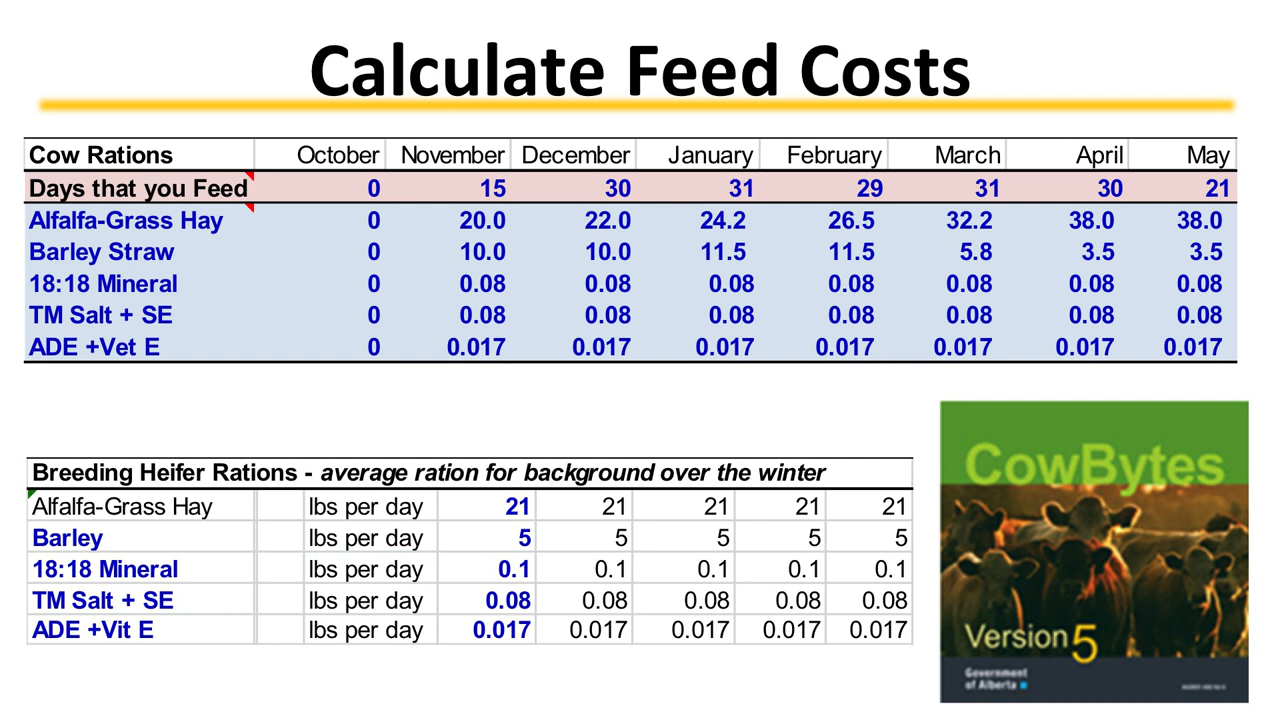 Calculate Feed Costs
Cow Rations October November December January February March April May
Days that you Feed 0 15 30 31 29 31 30 21
Alfalfa-Grass Hay 0 20.0 22.0 24.2 26.5 32.2 38.0 38.0
Barley Straw 0 10.0 10.0 11.5 11.5 5.8 3.5 3.5
18:18 Mineral 0 0.08 0.08 0.08 0.08 0.08 0.08 0.08
TM Salt + SE 0 0.08 0.08 0.08 0.08 0.08 0.08 0.08
ADE +Vet E 0 0.017 0.017 0.017 0.017 0.017 0.017 0.017
Breeding Heifer Rations - average ration for background over the winter
Alfalfa-Grass Hay lbs per day 21 21 21 21 21
Barley lbs per day 5 5 5 5 5
18:18 Mineral lbs per day 0.1 0.1 0.1 0.1 0.1
TM Salt + SE lbs per day 0.08 0.08 0.08 0.08 0.08
ADE +Vit E lbs per day 0.017 0.017 0.017 0.017 0.017
CowBytes
Version 5
Government
of Alberta